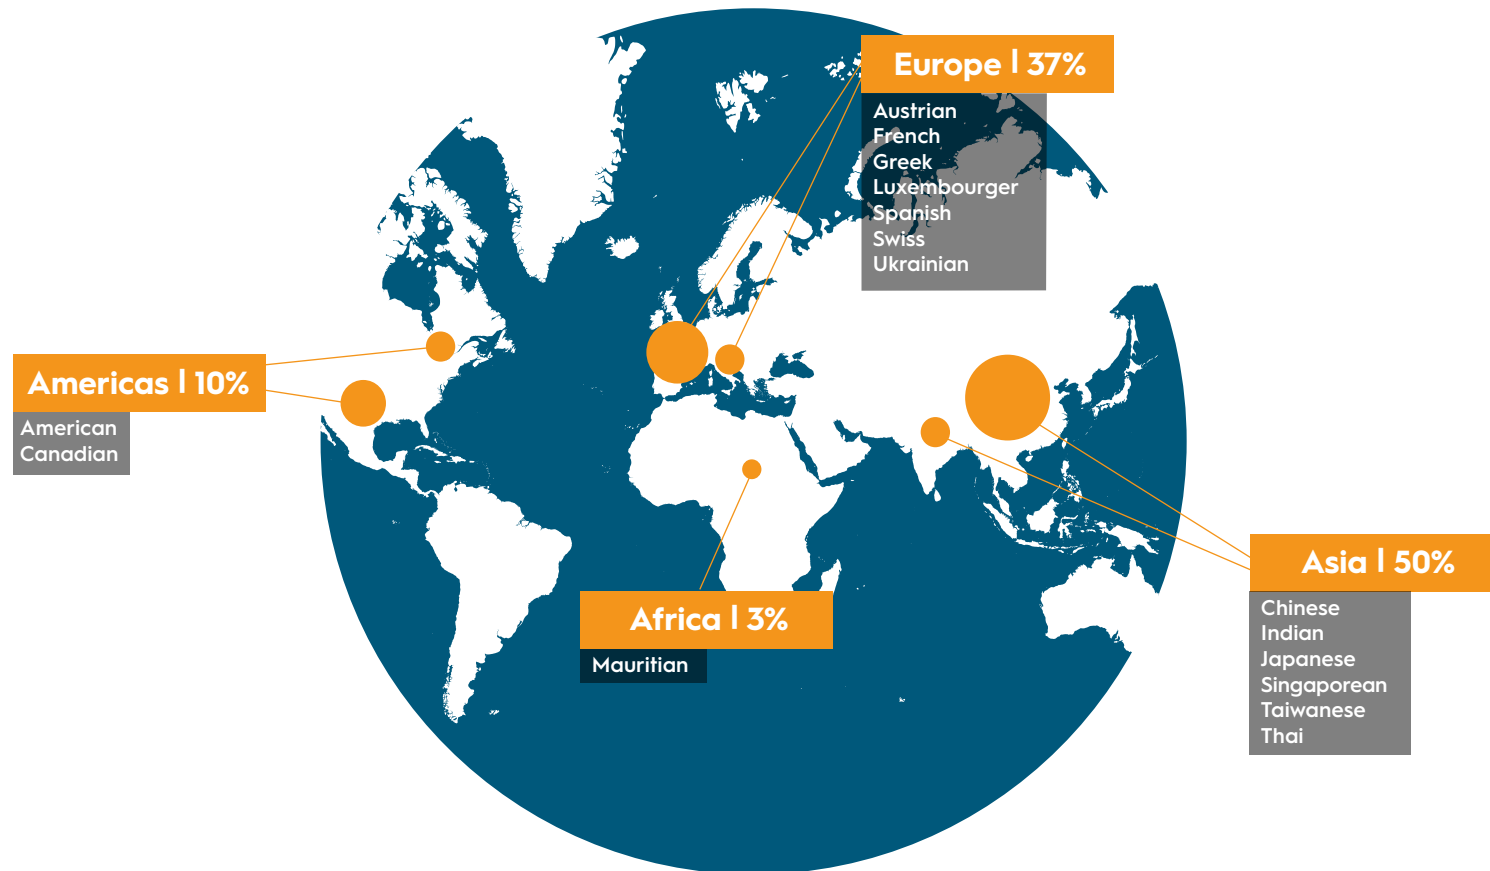 Europe | 37%
Austrian
French
Greek
Luxembourger
Spanish
Swiss
Ukrainian
Americas | 10%
American
Canadian
Asia | 50%
Chinese
Indian
Japanese
Singaporean
Taiwanese
Thai
Africa | 3%
Mauritian